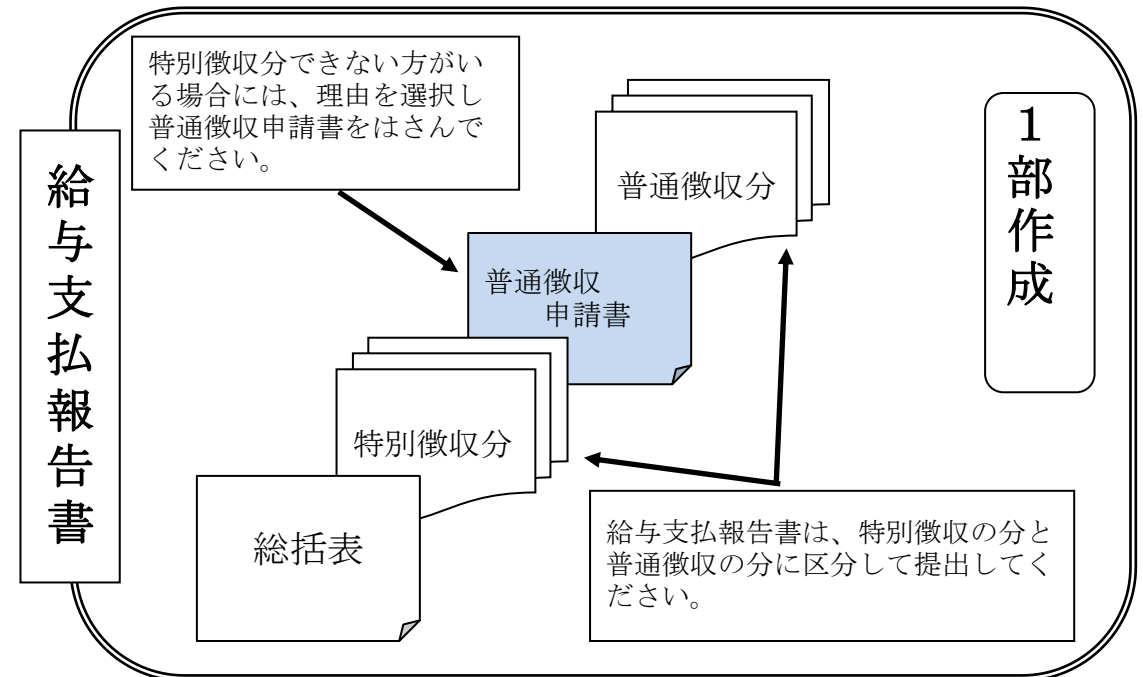 給与支払報告書
特別徴収分できない方がい
る場合には、理由を選択し
普通徴収申請書をはさんで
ください。
普通徴収分
1部作成
普通徴収
申請書
特別徴収分
総括表
給与支払報告書は、特別徴収の分と
普通徴収の分に区分して提出してく
ださい。